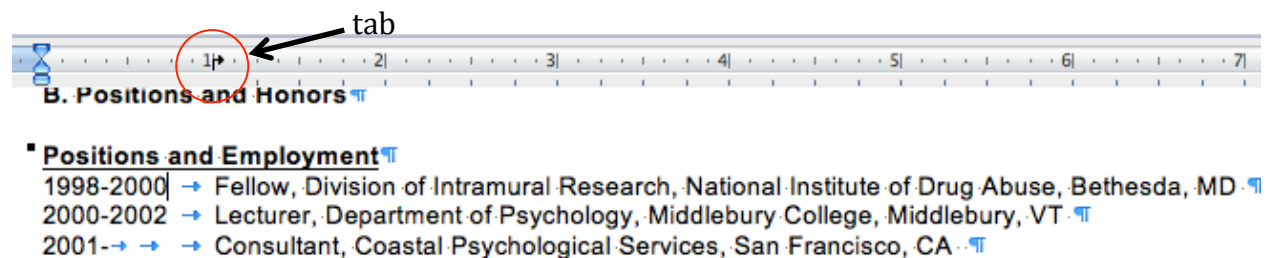 tab
1 2 3 4 5 6 7
B. Positions and Honors¶
Positions and Employment¶
1998-2000 → Fellow, Division of Intramural Research, National Institute of Drug Abuse, Bethesda, MD ¶
2000-2002 → Lecturer, Department of Psychology, Middlebury College, Middlebury, VT ¶
2001-→ → → Consultant, Coastal Psychological Services, San Francisco, CA ¶